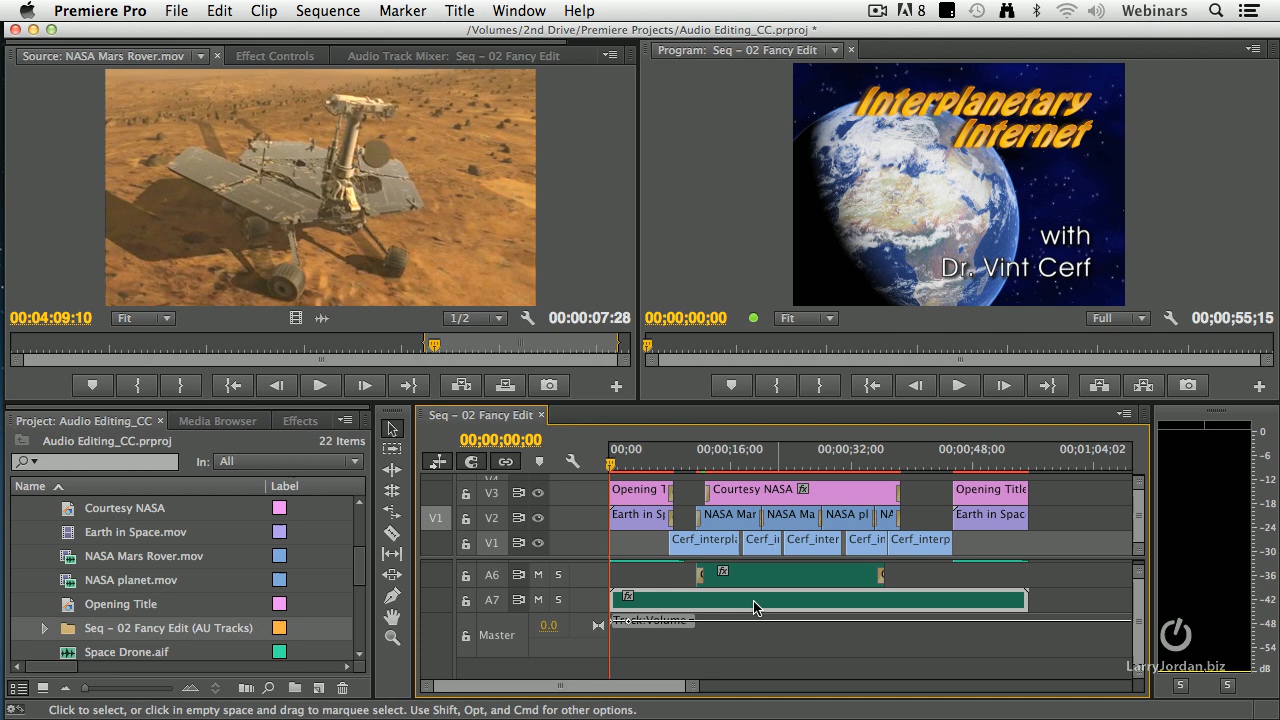 Premiere Pro File Edit Clip Sequence Marker Title Window Help 8 Webinars
/Volumes/2nd Drive/Premiere Projects/Audio Editing_CC.prproj *
Source: NASA Mars Rover.mov × Effect Controls Audio Track Mixer: Seq – 02 Fancy Edit
Program: Seq – 02 Fancy Edit ×
Interplanetary
Internet
with
Dr. Vint Cerf
00:04:09:10 Fit 1/2 00:00:07:28
00;00;00;00 Fit Full 00;00;55;15
Project: Audio Editing_CC × Media Browser Effects
Audio Editing_CC.prproj 22 Items
In: All
Name Label
Courtesy NASA
Earth in Space.mov
NASA Mars Rover.mov
NASA planet.mov
Opening Title
Seq – 02 Fancy Edit (AU Tracks)
Space Drone.aif
Seq – 02 Fancy Edit ×
00;00;00;00
00;00 00;00;16;00 00;00;32;00 00;00;48;00 00;01;04;02
V3 Opening T Courtesy NASA fx Opening Title
V1 V2 Earth in Sp NASA Mar NASA Ma NASA pl NA Earth in Spac
V1 Cerf_interpla Cerf_in Cerf_inter Cerf_in Cerf_interp
A6 M S fx
A7 M S fx
Master 0.0 Track:Volume
0
-6
-12
-18
-24
-30
-36
-42
-48
-54
dB
S S
LarryJordan.biz
Click to select, or click in empty space and drag to marquee select. Use Shift, Opt, and Cmd for other options.